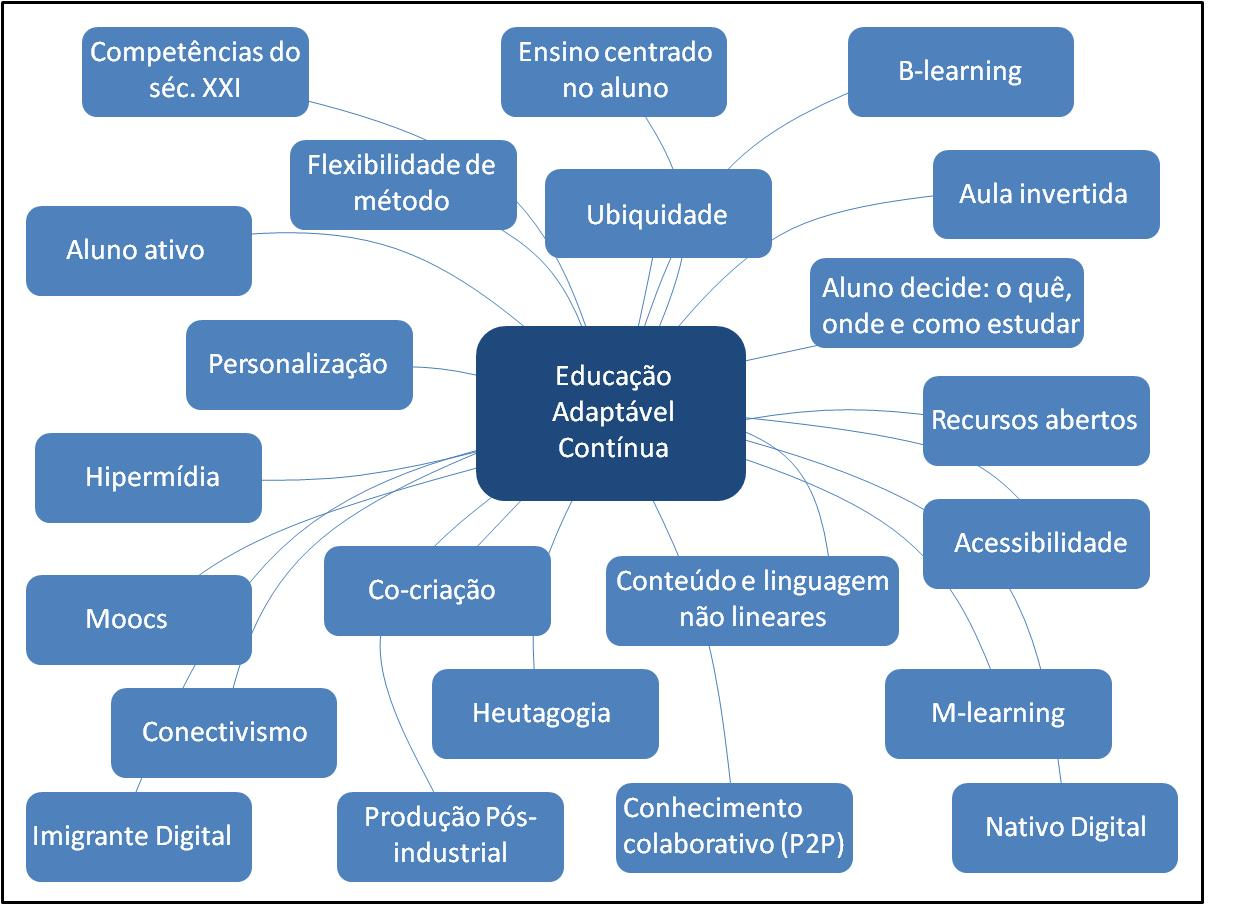 Competências do
séc. XXI
Ensino centrado
no aluno
B-learning
Flexibilidade de
método
Ubiquidade
Aula invertida
Aluno ativo
Aluno decide: o quê,
onde e como estudar
Personalização
Educação
Adaptável
Contínua
Recursos abertos
Hipermídia
Acessibilidade
Moocs
Co-criação
Conteúdo e linguagem
não lineares
Conectivismo
Heutagogia
M-learning
Imigrante Digital
Produção Pós-
industrial
Conhecimento
colaborativo (P2P)
Nativo Digital